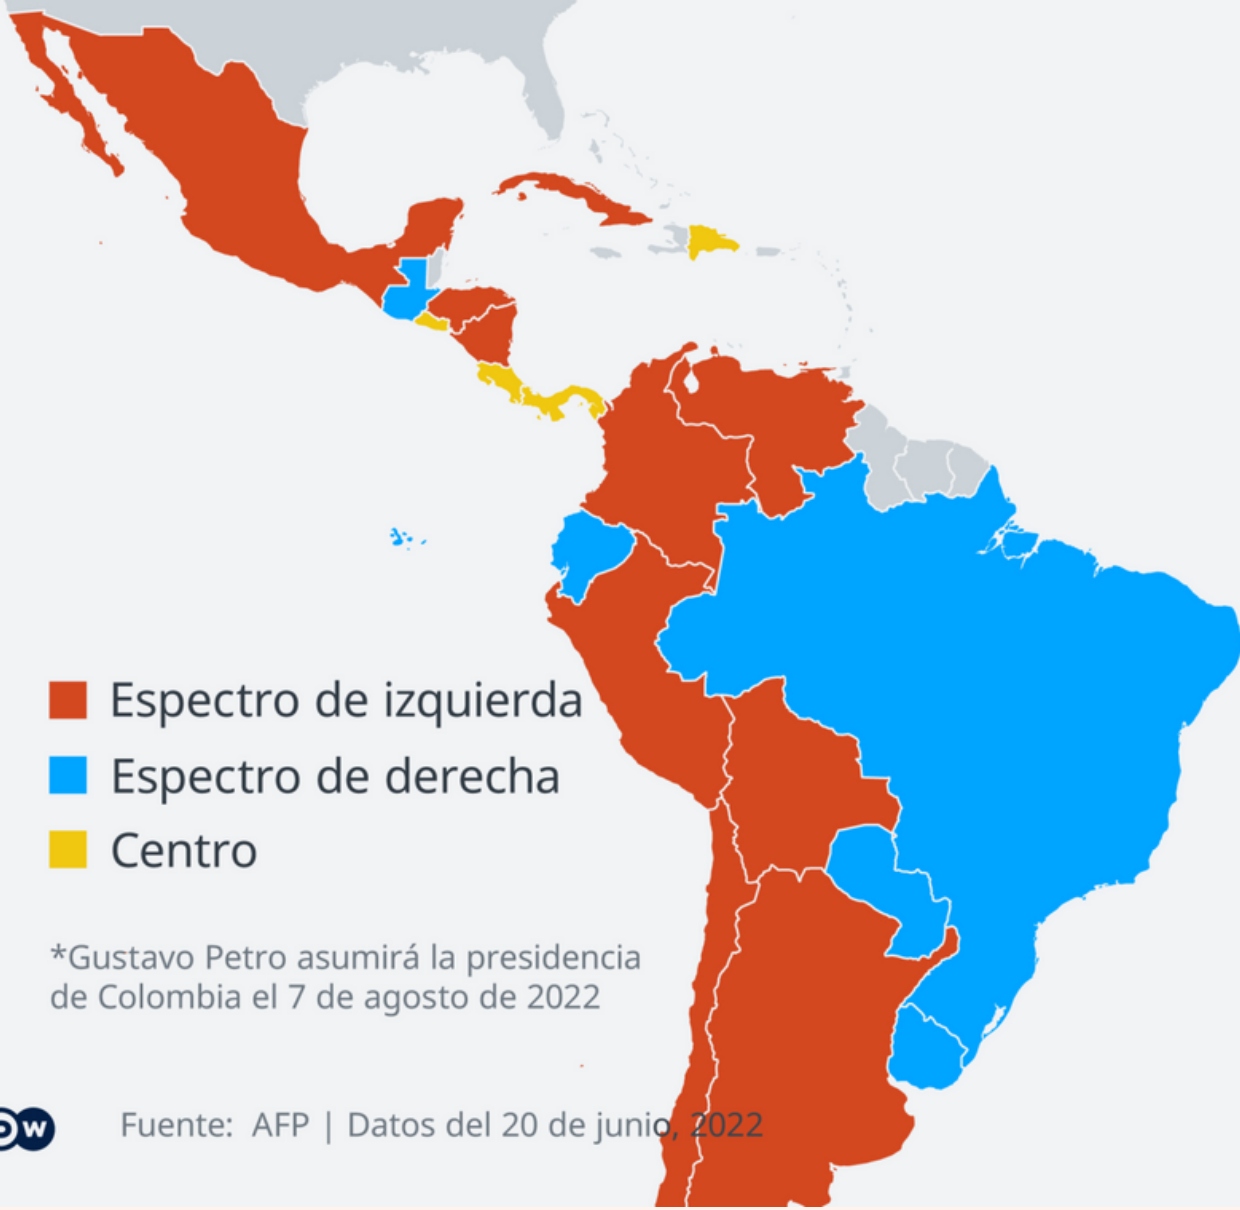 Espectro de izquierda
Espectro de derecha
Centro
*Gustavo Petro asumirá la presidencia
de Colombia el 7 de agosto de 2022
DW Fuente: AFP | Datos del 20 de junio, 2022